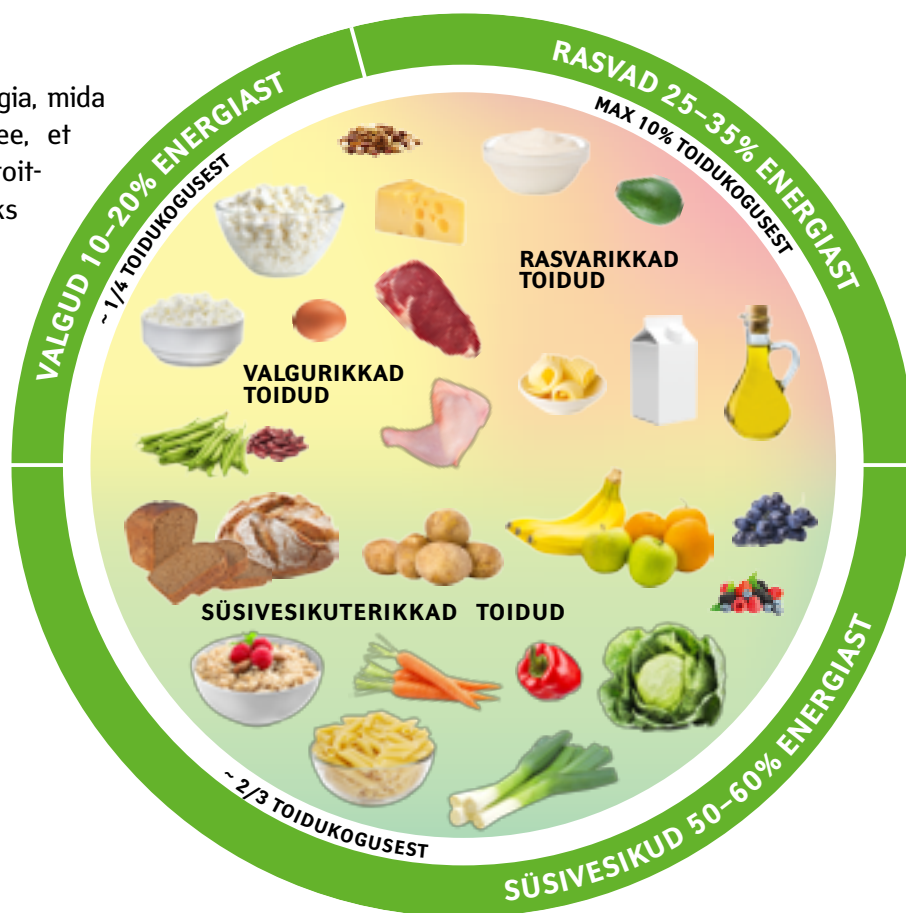 gia, mida
ee, et
oit-
ks
VALGUD 10–20% ENERGIAST
~ 1/4 TOIDUKOGUSEST
RASVAD 25–35% ENERGIAST
MAX 10% TOIDUKOGUSEST
RASVARIKKAD
TOIDUD
VALGURIKKAD
TOIDUD
SÜSIVESIKUTERIKKAD TOIDUD
~ 2/3 TOIDUKOGUSEST
SÜSIVESIKUD 50–60% ENERGIAST